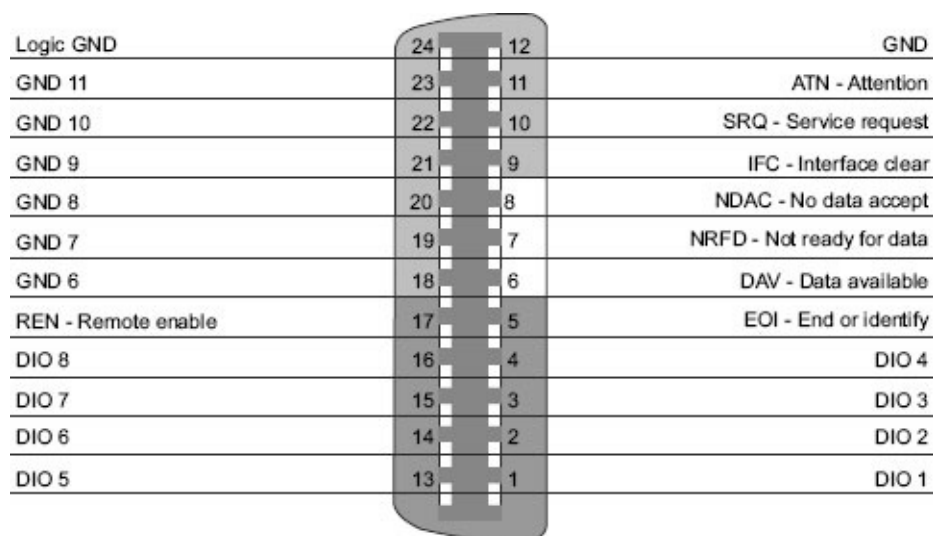 Logic GND 24 12 GND
GND 11 23 11 ATN - Attention
GND 10 22 10 SRQ - Service request
GND 9 21 9 IFC - Interface clear
GND 8 20 8 NDAC - No data accept
GND 7 19 7 NRFD - Not ready for data
GND 6 18 6 DAV - Data available
REN - Remote enable 17 5 EOI - End or identify
DIO 8 16 4 DIO 4
DIO 7 15 3 DIO 3
DIO 6 14 2 DIO 2
DIO 5 13 1 DIO 1